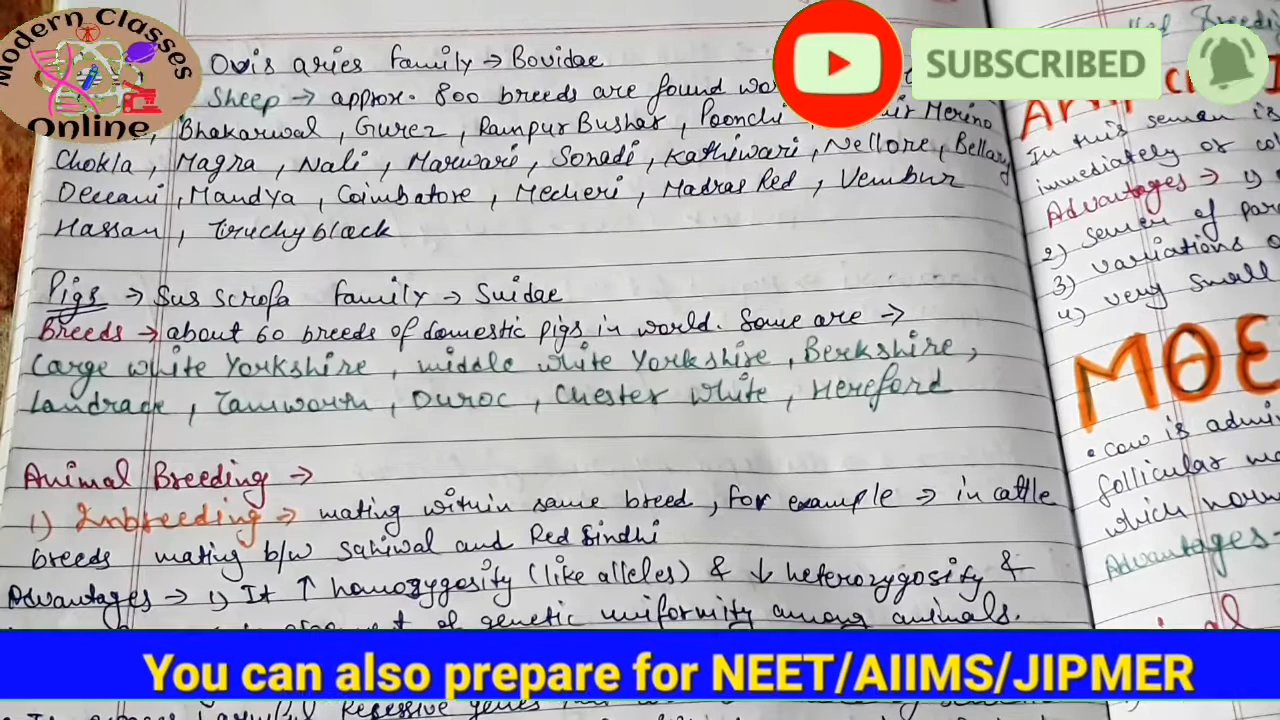 Modern Classes
Online
SUBSCRIBED
Ovis aries family → Bovidae
Sheep → approx. 800 breeds are found
Bhakarwal, Gurez, Rampur Bushar, Poonchi, Merino
Chokla, Magra, Nali, Marwari, Sonadi, Kathiwari, Nellore, Bellary
Deccani, Mandya, Coimbatore, Mecheri, Madras Red, Vembur
Hassan, Tiruchy black
Pigs → Sus scrofa family → Suidae
Breeds → about 60 breeds of domestic pigs in world. Some are →
Large white Yorkshire, middle white Yorkshire, Berkshire,
Landrace, Tamworth, Duroc, Chester white, Hereford
Animal Breeding →
1) Inbreeding → mating within same breed, for example → in cattle
breeds mating b/w Sahiwal and Red Sindhi
Advantages → 1) It ↑ homozygosity (like alleles) & ↓ heterozygosity &
of genetic uniformity among animals.
recessive genes
In this semen is
immediately or
Advantages → 1)
2) semen of
3) variations
4) very small
MOE
• cow is
follicular
which
Advantages
You can also prepare for NEET/AIIMS/JIPMER